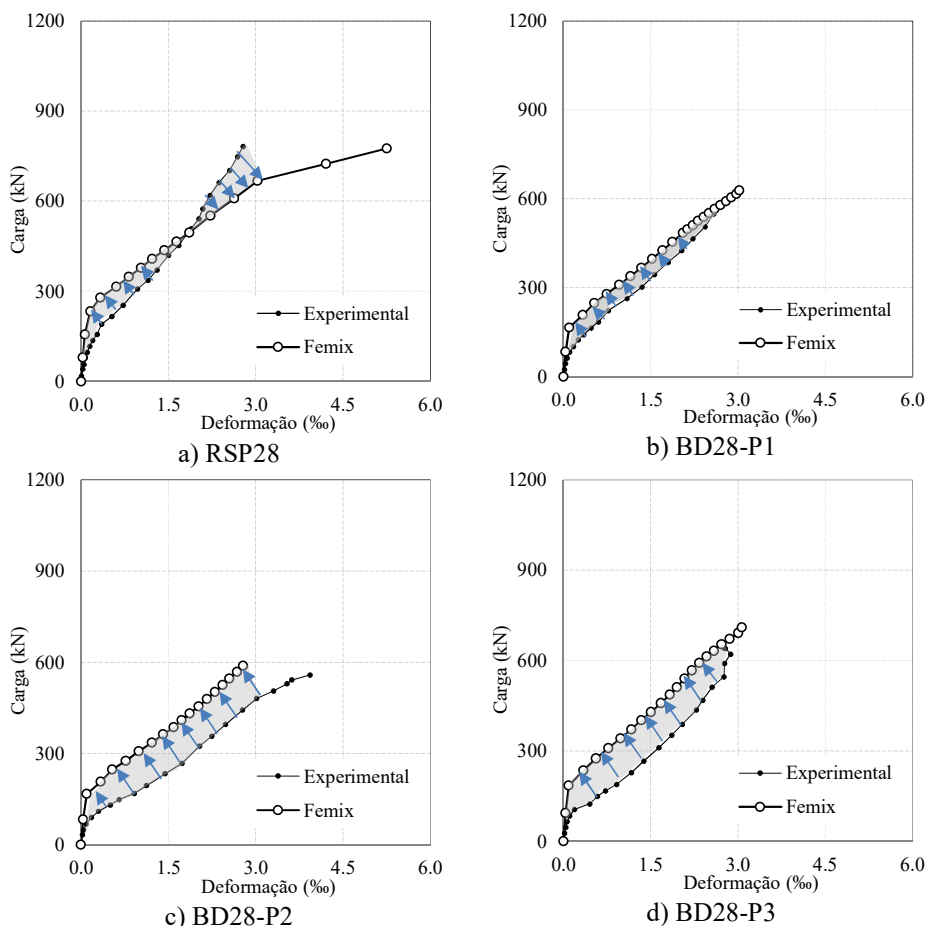 1200
900
600
300
0
Carga (kN)
0.0 1.5 3.0 4.5 6.0
Deformação (‰)
Experimental
Femix
a) RSP28
1200
900
600
300
0
Carga (kN)
0.0 1.5 3.0 4.5 6.0
Deformação (‰)
Experimental
Femix
b) BD28-P1
1200
900
600
300
0
Carga (kN)
0.0 1.5 3.0 4.5 6.0
Deformação (‰)
Experimental
Femix
c) BD28-P2
1200
900
600
300
0
Carga (kN)
0.0 1.5 3.0 4.5 6.0
Deformação (‰)
Experimental
Femix
d) BD28-P3